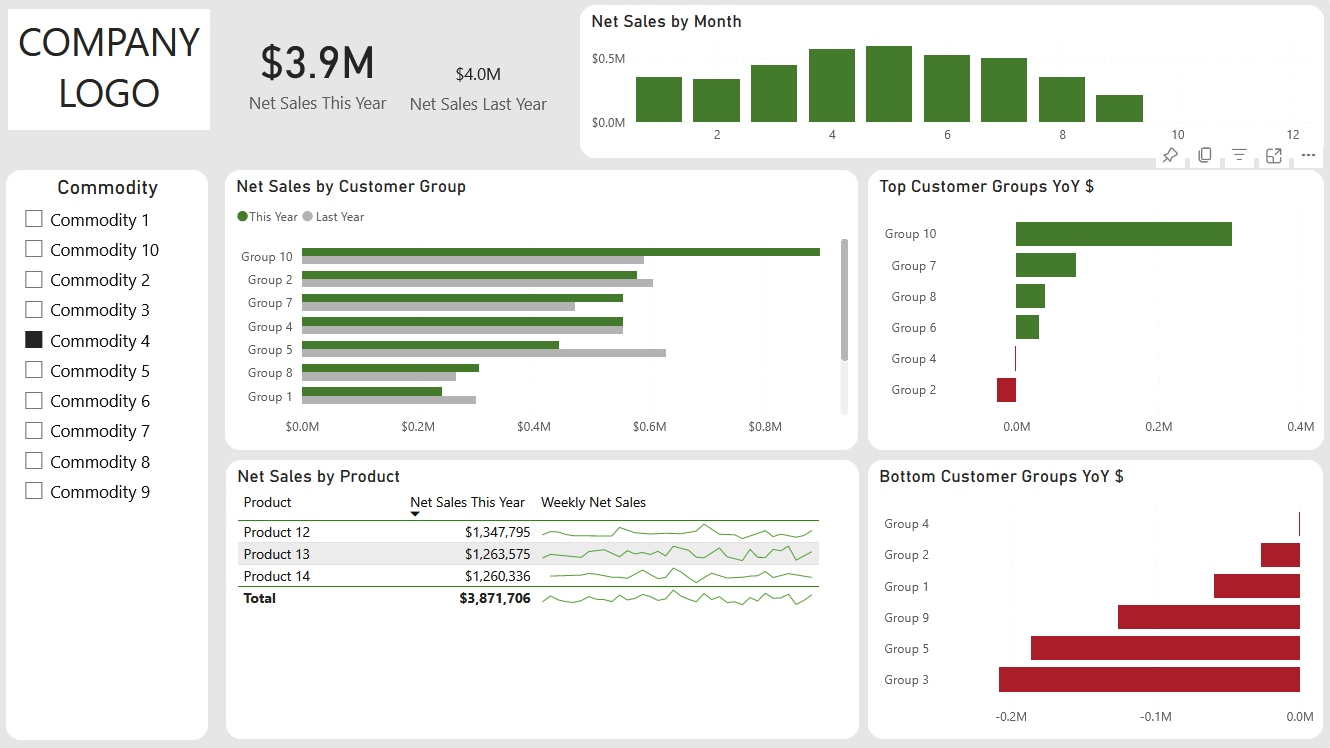 COMPANY
LOGO
$3.9M
Net Sales This Year
$4.0M
Net Sales Last Year
Net Sales by Month
$0.5M
$0.0M
2 4 6 8 10 12
Commodity
Commodity 1
Commodity 10
Commodity 2
Commodity 3
Commodity 4
Commodity 5
Commodity 6
Commodity 7
Commodity 8
Commodity 9
Net Sales by Customer Group
This Year Last Year
Group 10
Group 2
Group 7
Group 4
Group 5
Group 8
Group 1
$0.0M $0.2M $0.4M $0.6M $0.8M
Top Customer Groups YoY $
Group 10
Group 7
Group 8
Group 6
Group 4
Group 2
0.0M 0.2M 0.4M
Net Sales by Product
Product Net Sales This Year Weekly Net Sales
Product 12 $1,347,795
Product 13 $1,263,575
Product 14 $1,260,336
Total $3,871,706
Bottom Customer Groups YoY $
Group 4
Group 2
Group 1
Group 9
Group 5
Group 3
-0.2M -0.1M 0.0M